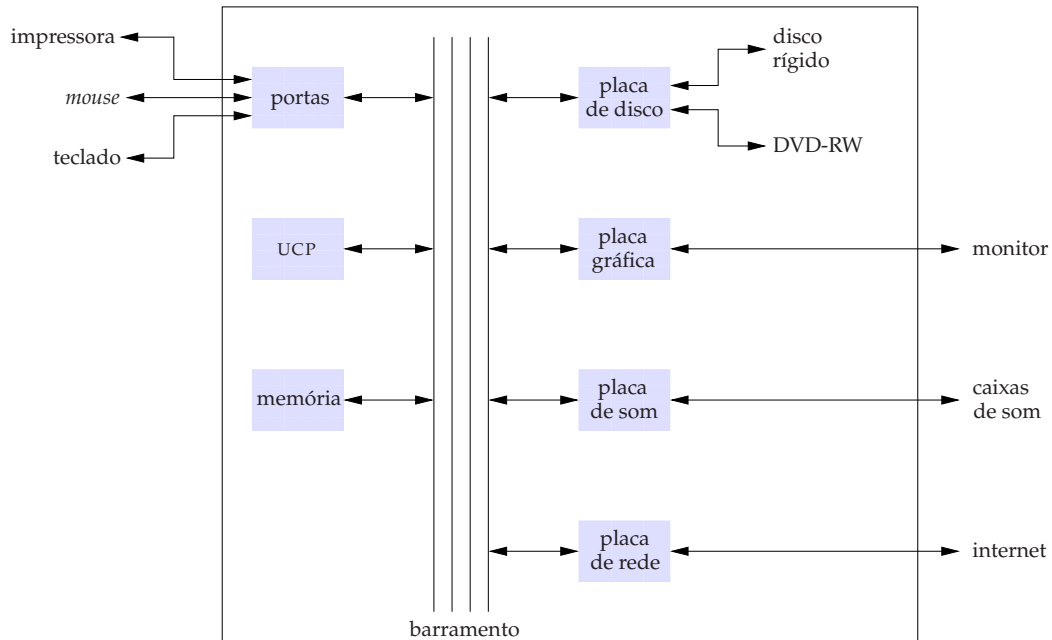 impressora
mouse
teclado
portas
UCP
memória
barramento
placa
de disco
disco
rígido
DVD-RW
placa
gráfica
monitor
placa
de som
caixas
de som
placa
de rede
internet